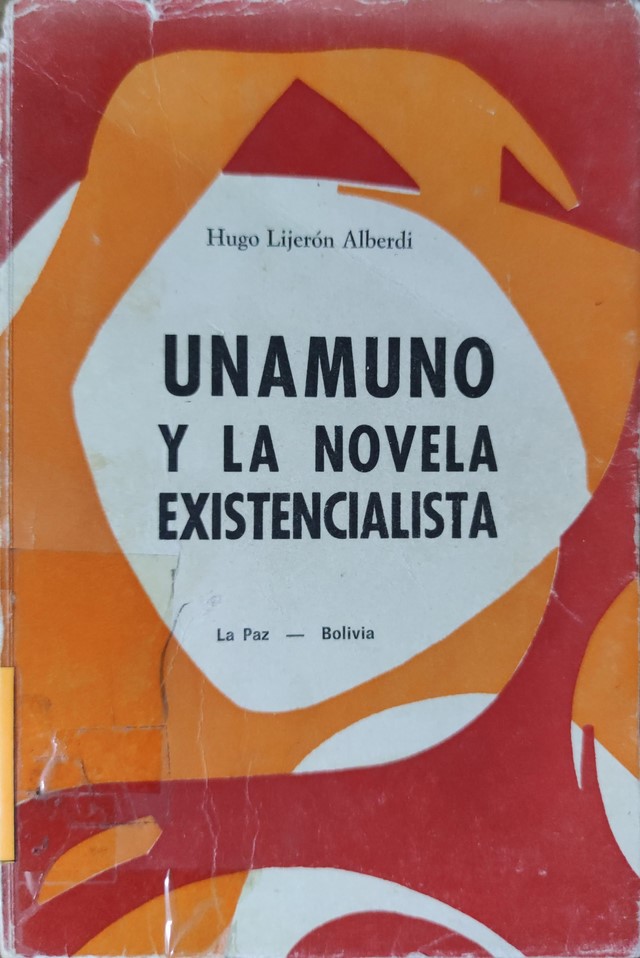 Hugo Lijerón Alberdi
UNAMUNO
Y LA NOVELA
EXISTENCIALISTA
La Paz — Bolivia